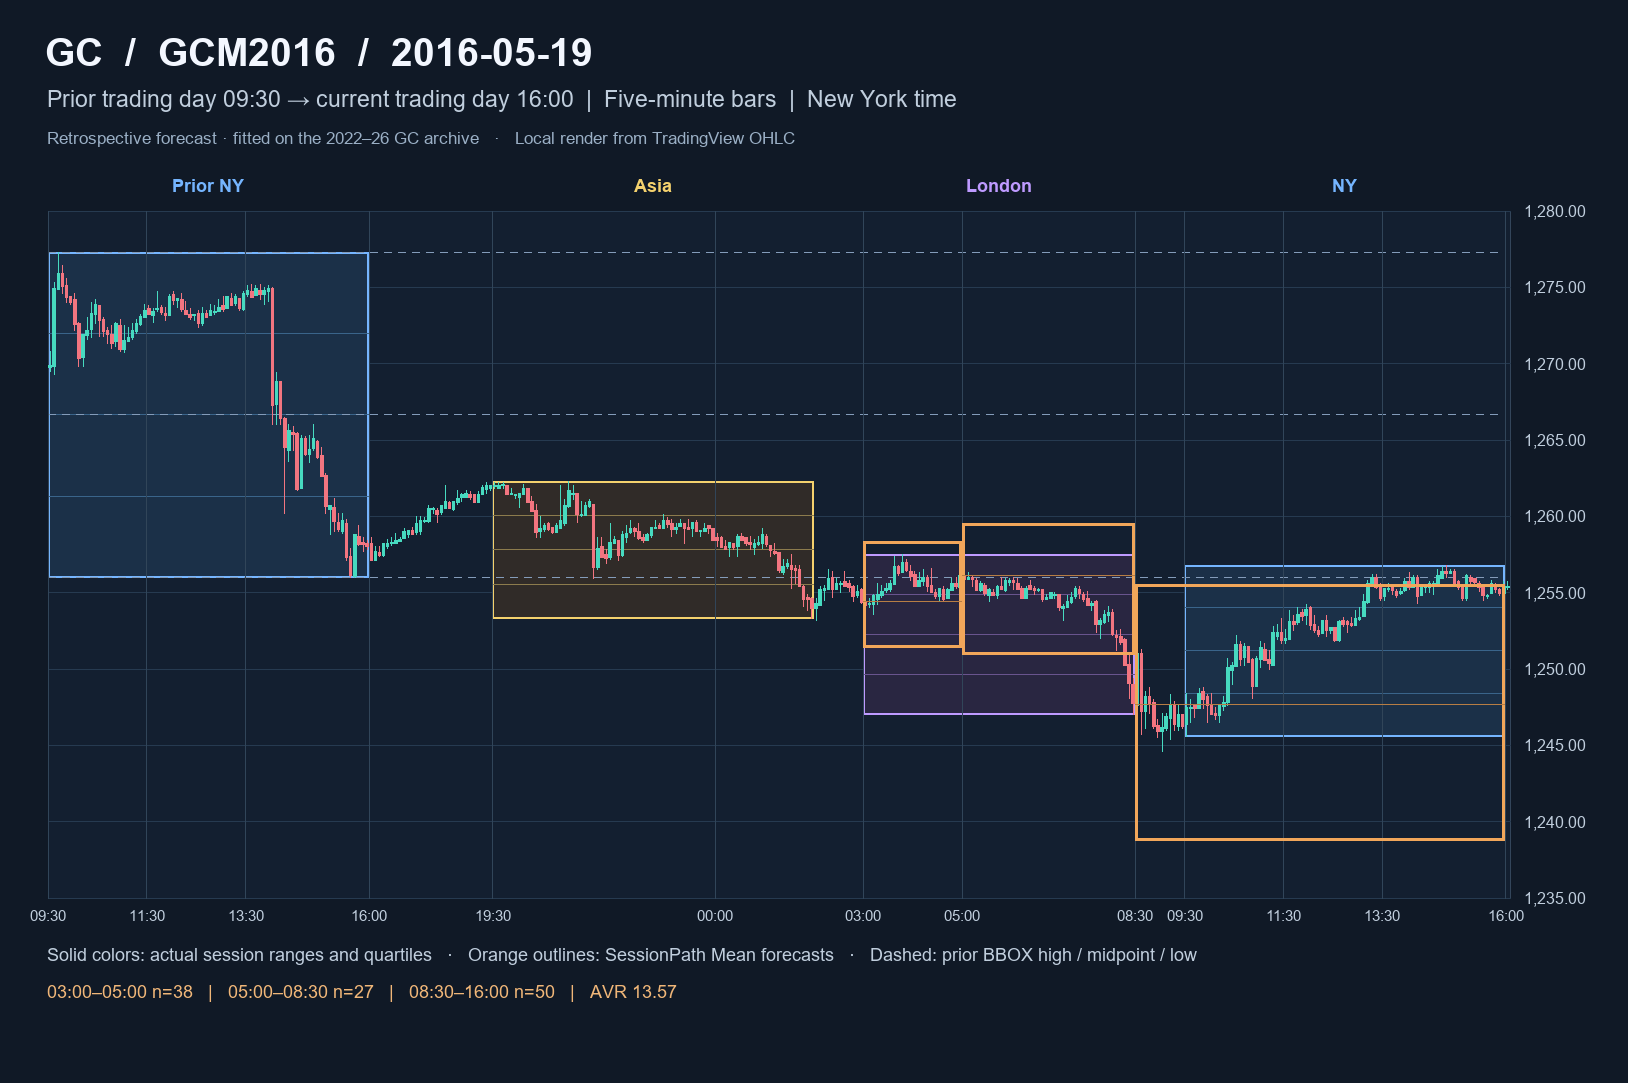 GC / GCM2016 / 2016-05-19
Prior trading day 09:30 → current trading day 16:00 | Five-minute bars | New York time
Retrospective forecast · fitted on the 2022–26 GC archive · Local render from TradingView OHLC
Prior NY Asia London NY
1,280.00
1,275.00
1,270.00
1,265.00
1,260.00
1,255.00
1,250.00
1,245.00
1,240.00
1,235.00
09:30 11:30 13:30 16:00 19:30 00:00 03:00 05:00 08:30 09:30 11:30 13:30 16:00
Solid colors: actual session ranges and quartiles · Orange outlines: SessionPath Mean forecasts · Dashed: prior BBOX high / midpoint / low
03:00–05:00 n=38 | 05:00–08:30 n=27 | 08:30–16:00 n=50 | AVR 13.57